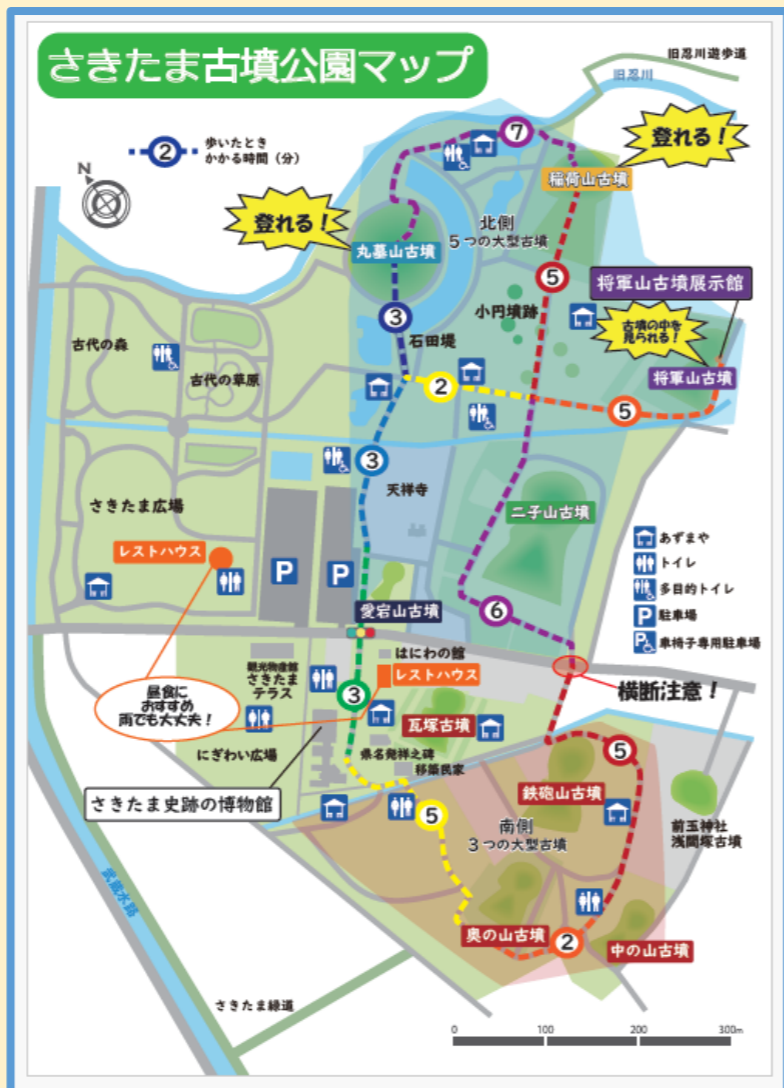 さきたま古墳公園マップ
旧忍川遊歩道
旧忍川
2
歩いたとき
かかる時間(分)
N
7
登れる!
稲荷山古墳
登れる!
丸墓山古墳
北側
5つの大型古墳
5
将軍山古墳展示館
3
小円墳跡
古墳の中を
見られる!
石田堤
古代の森
古代の草原
将軍山古墳
2
5
3
天祥寺
さきたま広場
二子山古墳
レストハウス
P
P
あずまや
トイレ
多目的トイレ
P
駐車場
P
車椅子専用駐車場
愛宕山古墳
6
はにわの館
レストハウス
観光物産館
さきたま
テラス
横断注意!
昼食に
おすすめ
雨でも大丈夫!
3
瓦塚古墳
にぎわい広場
県名発祥之碑
移築民家
5
さきたま史跡の博物館
5
鉄砲山古墳
南側
3つの大型古墳
前玉神社
浅間塚古墳
武蔵水路
奥の山古墳
2
中の山古墳
さきたま緑道
0
100
200
300m